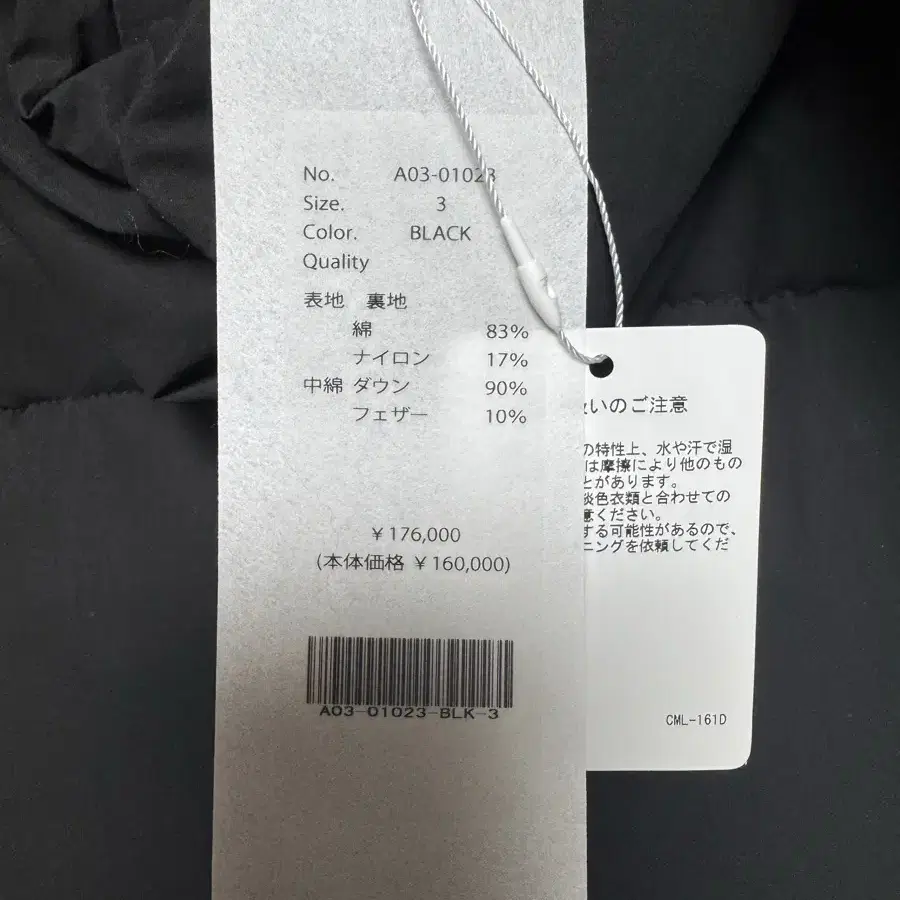 No. A03-01023
Size. 3
Color. BLACK
Quality
表地 裏地
綿 83%
ナイロン 17%
中綿 ダウン 90%
フェザー 10%
¥176,000
(本体価格 ¥160,000)
A03-01023-BLK-3
いのご注意
の特性上、水や汗で湿
は摩擦により他のもの
とがあります。
淡色衣類と合わせての
意ください。
する可能性があるので、
ニングを依頼してくだ
CML-161D